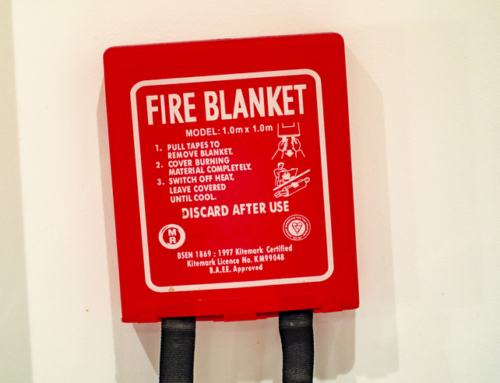 FIRE BLANKET
MODEL: 1.0m x 1.0m
1. PULL TAPES TO
REMOVE BLANKET.
2. COVER BURNING
MATERIAL COMPLETELY.
3. SWITCH OFF HEAT,
LEAVE COVERED
UNTIL COOL.
DISCARD AFTER USE
MR
BSEN 1869 : 1997 Kitemark Certified
Kitemark Licence No. KM99048
B.A.EE. Approved